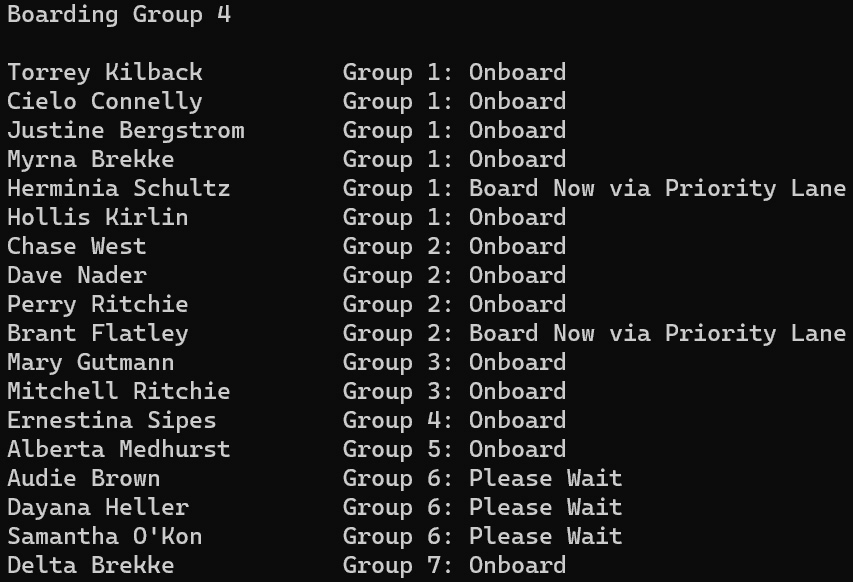 Boarding Group 4
Torrey Kilback Group 1: Onboard
Cielo Connelly Group 1: Onboard
Justine Bergstrom Group 1: Onboard
Myrna Brekke Group 1: Onboard
Herminia Schultz Group 1: Board Now via Priority Lane
Hollis Kirlin Group 1: Onboard
Chase West Group 2: Onboard
Dave Nader Group 2: Onboard
Perry Ritchie Group 2: Onboard
Brant Flatley Group 2: Board Now via Priority Lane
Mary Gutmann Group 3: Onboard
Mitchell Ritchie Group 3: Onboard
Ernestina Sipes Group 4: Onboard
Alberta Medhurst Group 5: Onboard
Audie Brown Group 6: Please Wait
Dayana Heller Group 6: Please Wait
Samantha O'Kon Group 6: Please Wait
Delta Brekke Group 7: Onboard